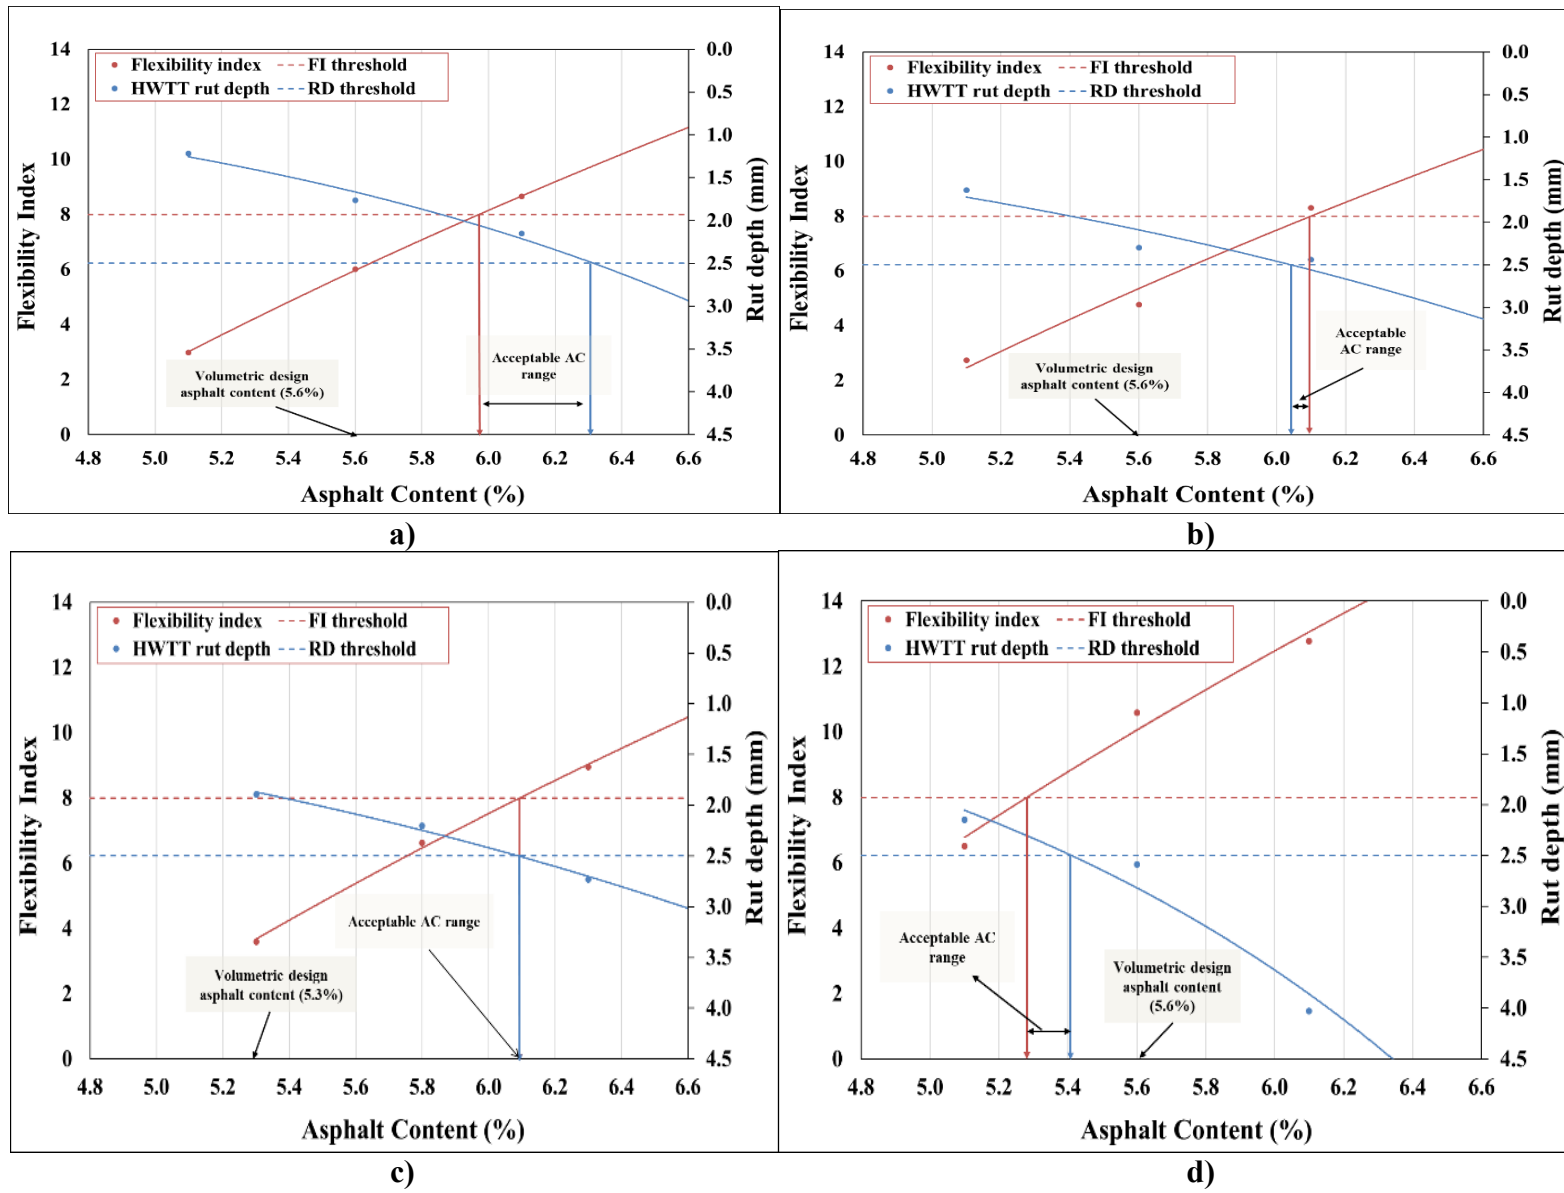 14
12
10
8
6
4
2
0
Flexibility Index
Flexibility index
FI threshold
HWTT rut depth
RD threshold
Volumetric design
asphalt content (5.6%)
Acceptable AC
range
0.0
0.5
1.0
1.5
2.0
2.5
3.0
3.5
4.0
4.5
Rut depth (mm)
4.8 5.0 5.2 5.4 5.6 5.8 6.0 6.2 6.4 6.6
Asphalt Content (%)
a)
14
12
10
8
6
4
2
0
Flexibility Index
Flexibility index
FI threshold
HWTT rut depth
RD threshold
Acceptable
AC range
Volumetric design
asphalt content (5.6%)
0.0
0.5
1.0
1.5
2.0
2.5
3.0
3.5
4.0
4.5
Rut depth (mm)
4.8 5.0 5.2 5.4 5.6 5.8 6.0 6.2 6.4 6.6
Asphalt Content (%)
b)
14
12
10
8
6
4
2
0
Flexibility Index
Flexibility index
FI threshold
HWTT rut depth
RD threshold
Acceptable AC range
Volumetric design
asphalt content (5.3%)
0.0
0.5
1.0
1.5
2.0
2.5
3.0
3.5
4.0
4.5
Rut depth (mm)
4.8 5.0 5.2 5.4 5.6 5.8 6.0 6.2 6.4 6.6
Asphalt Content (%)
c)
14
12
10
8
6
4
2
0
Flexibility Index
Flexibility index
FI threshold
HWTT rut depth
RD threshold
Acceptable AC
range
Volumetric design
asphalt content
(5.6%)
0.0
0.5
1.0
1.5
2.0
2.5
3.0
3.5
4.0
4.5
Rut depth (mm)
4.8 5.0 5.2 5.4 5.6 5.8 6.0 6.2 6.4 6.6
Asphalt Content (%)
d)